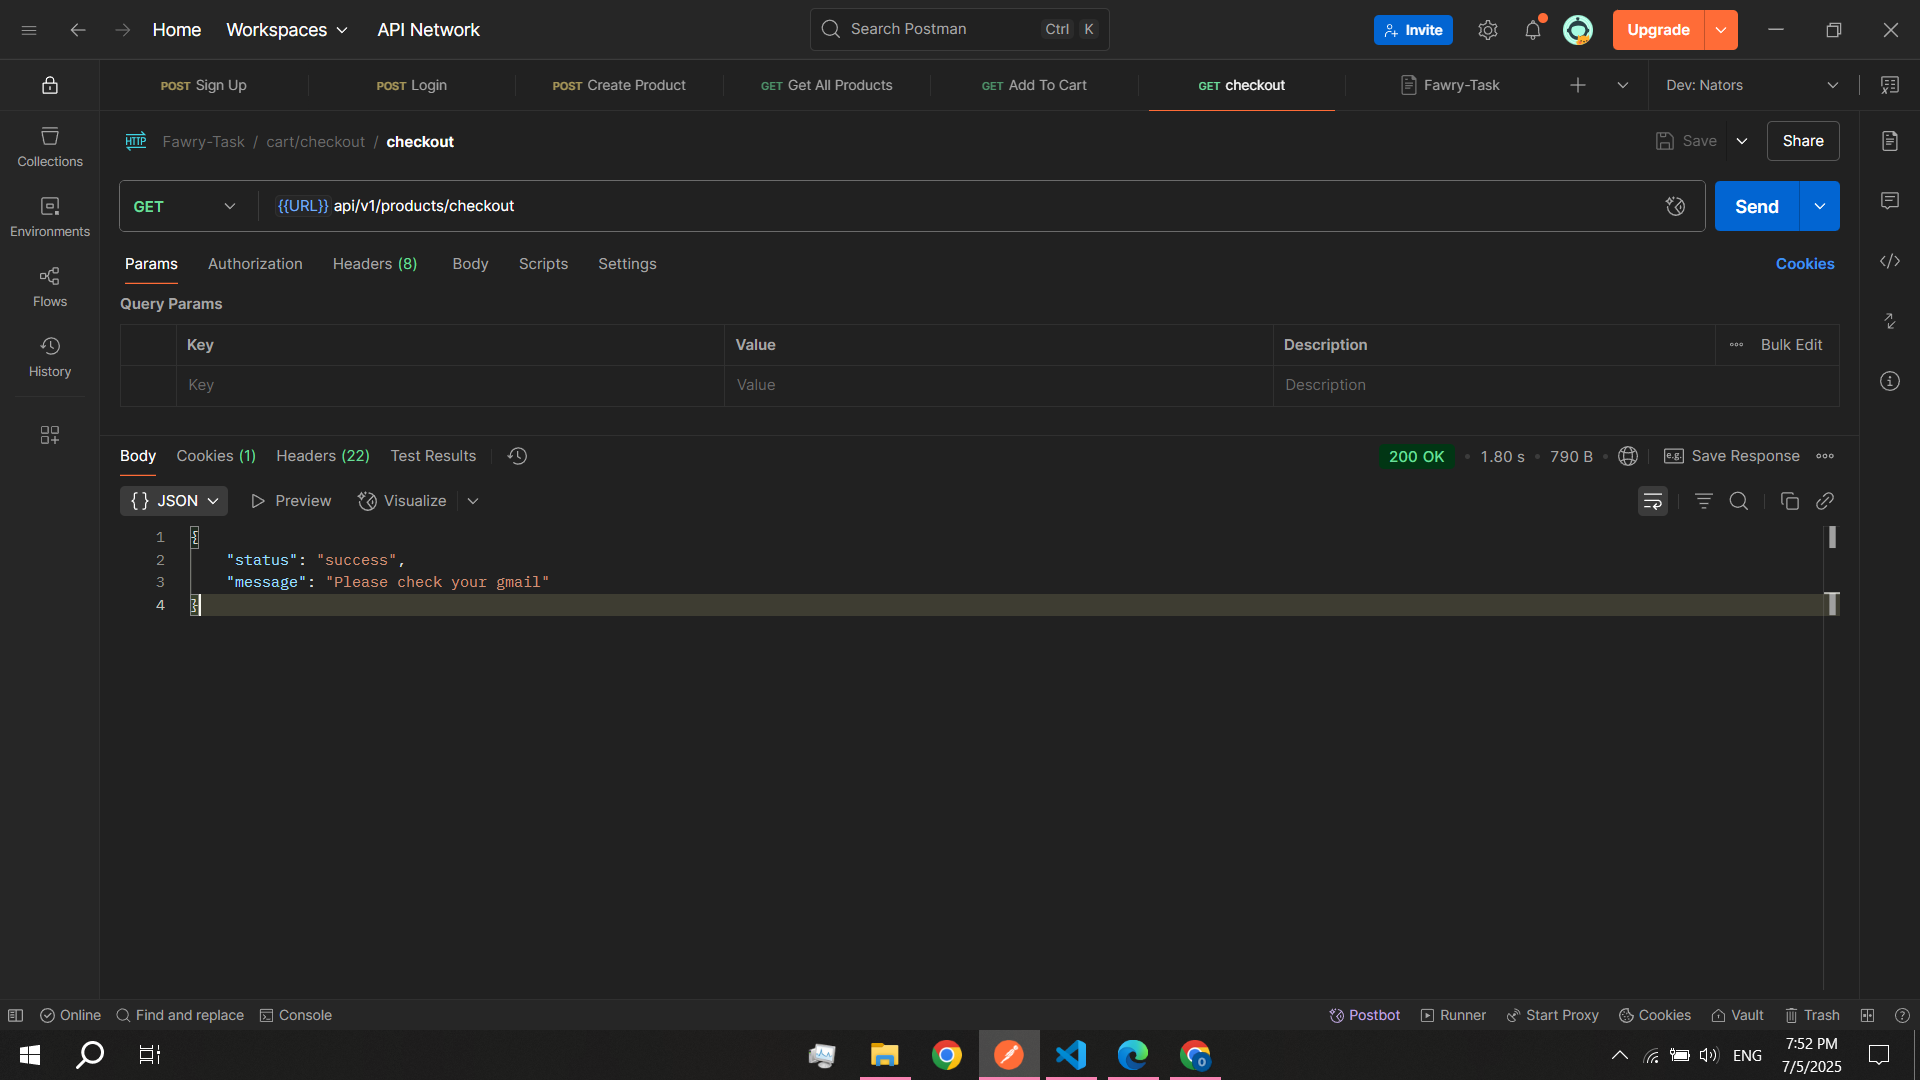 Home
Workspaces
API Network
Search Postman
Ctrl
K
Invite
Upgrade
POST Sign Up
POST Login
POST Create Product
GET Get All Products
GET Add To Cart
GET checkout
Fawry-Task
Dev: Nators
Collections
Environments
Flows
History
HTTP
Fawry-Task / cart/checkout / checkout
Save
Share
GET
{{URL}} api/v1/products/checkout
Send
Params
Authorization
Headers (8)
Body
Scripts
Settings
Cookies
Query Params
Key
Value
Description
Bulk Edit
Key
Value
Description
Body
Cookies (1)
Headers (22)
Test Results
200 OK
1.80 s
790 B
e.g.
Save Response
{} JSON
Preview
Visualize
1 {
2 "status": "success",
3 "message": "Please check your gmail"
4 }
Online
Find and replace
Console
Postbot
Runner
Start Proxy
Cookies
Vault
Trash
ENG
7:52 PM
7/5/2025